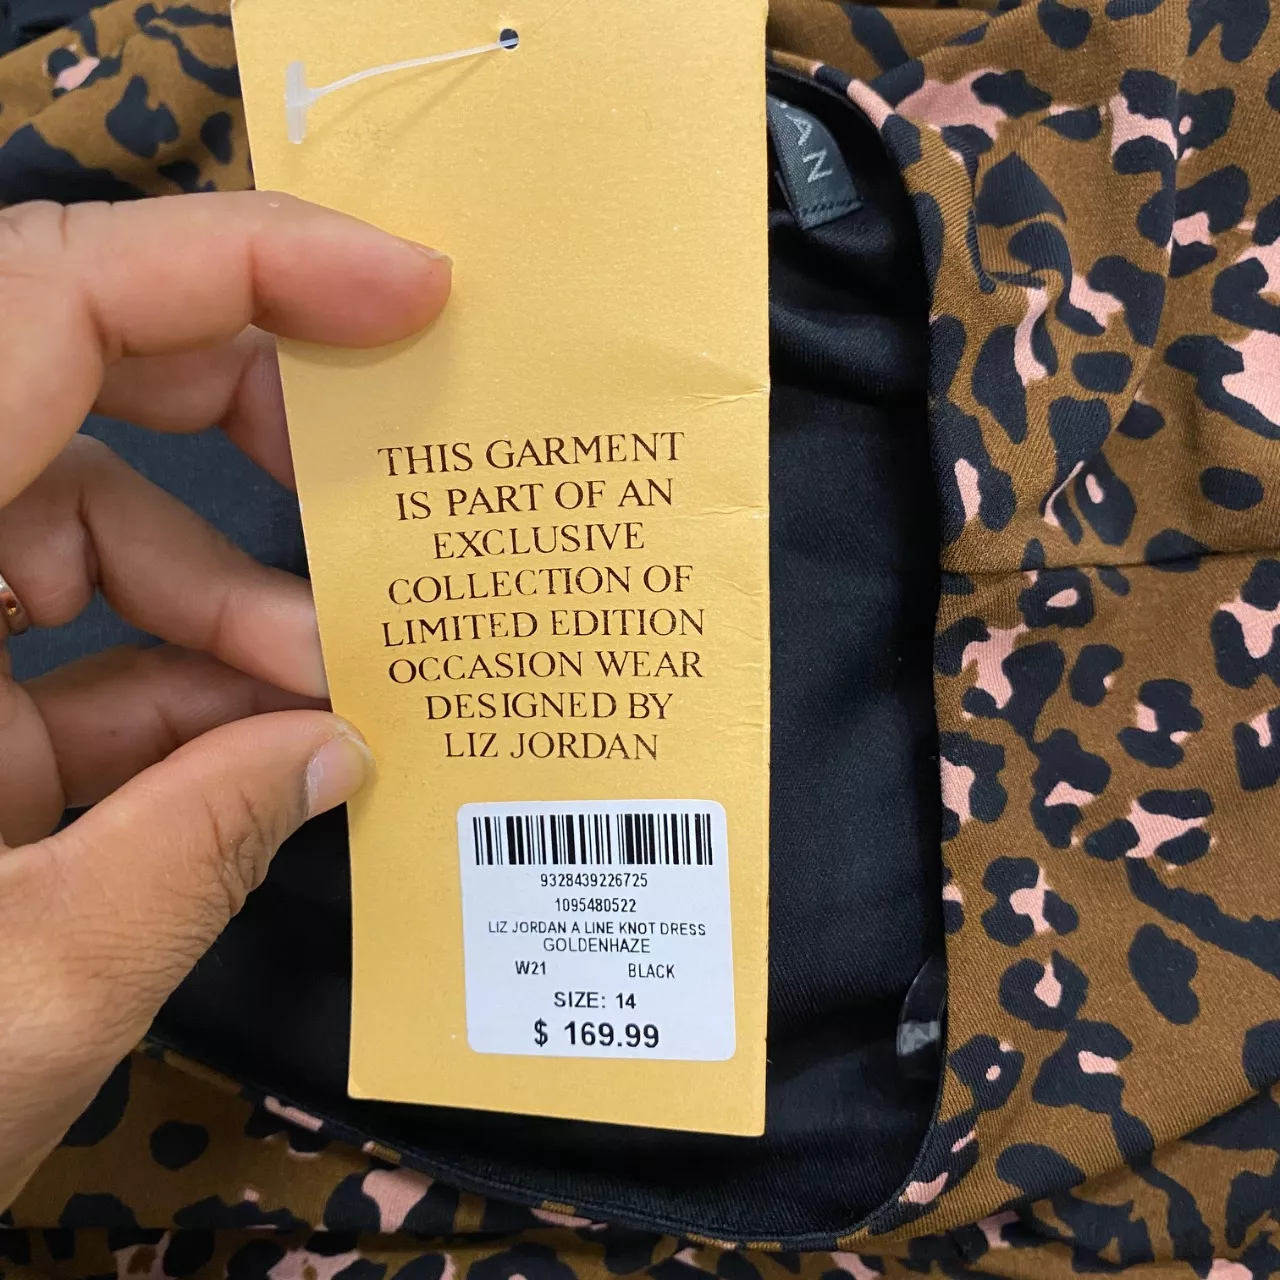 AN
THIS GARMENT
IS PART OF AN
EXCLUSIVE
COLLECTION OF
LIMITED EDITION
OCCASION WEAR
DESIGNED BY
LIZ JORDAN
9328439226725
1095480522
LIZ JORDAN A LINE KNOT DRESS
GOLDENHAZE
W21 BLACK
SIZE: 14
$ 169.99